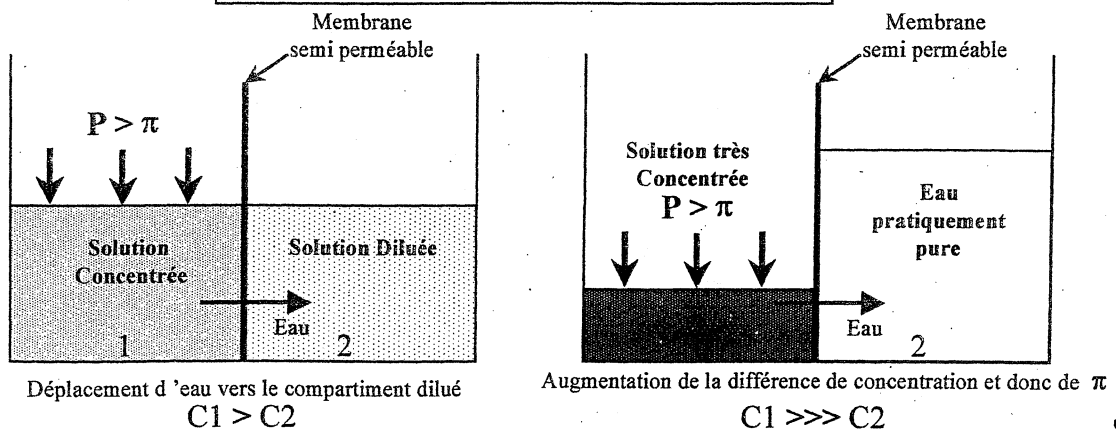 Membrane
semi perméable
P > π
Solution
Concentrée
1
Solution Diluée
Eau
2
Déplacement d 'eau vers le compartiment dilué
C1 > C2
Membrane
semi perméable
Solution très
Concentrée
P > π
Eau
pratiquement
pure
Eau
2
Augmentation de la différence de concentration et donc de π
C1 >>> C2